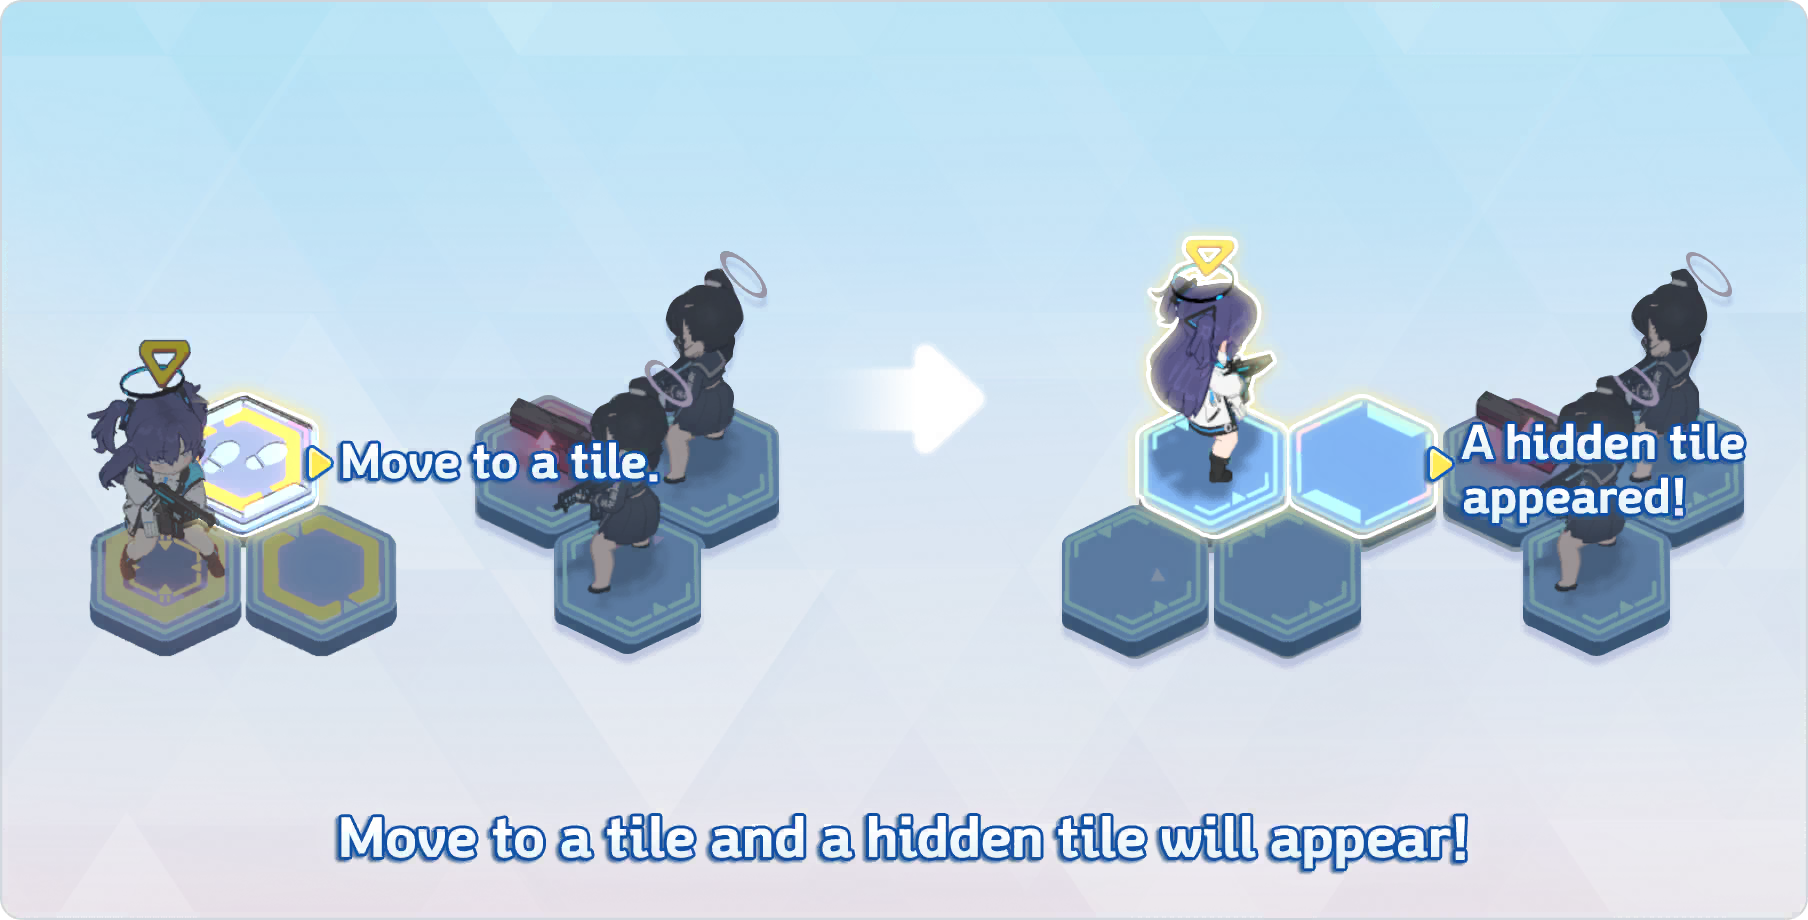 Move to a tile.
A hidden tile
appeared!
Move to a tile and a hidden tile will appear!